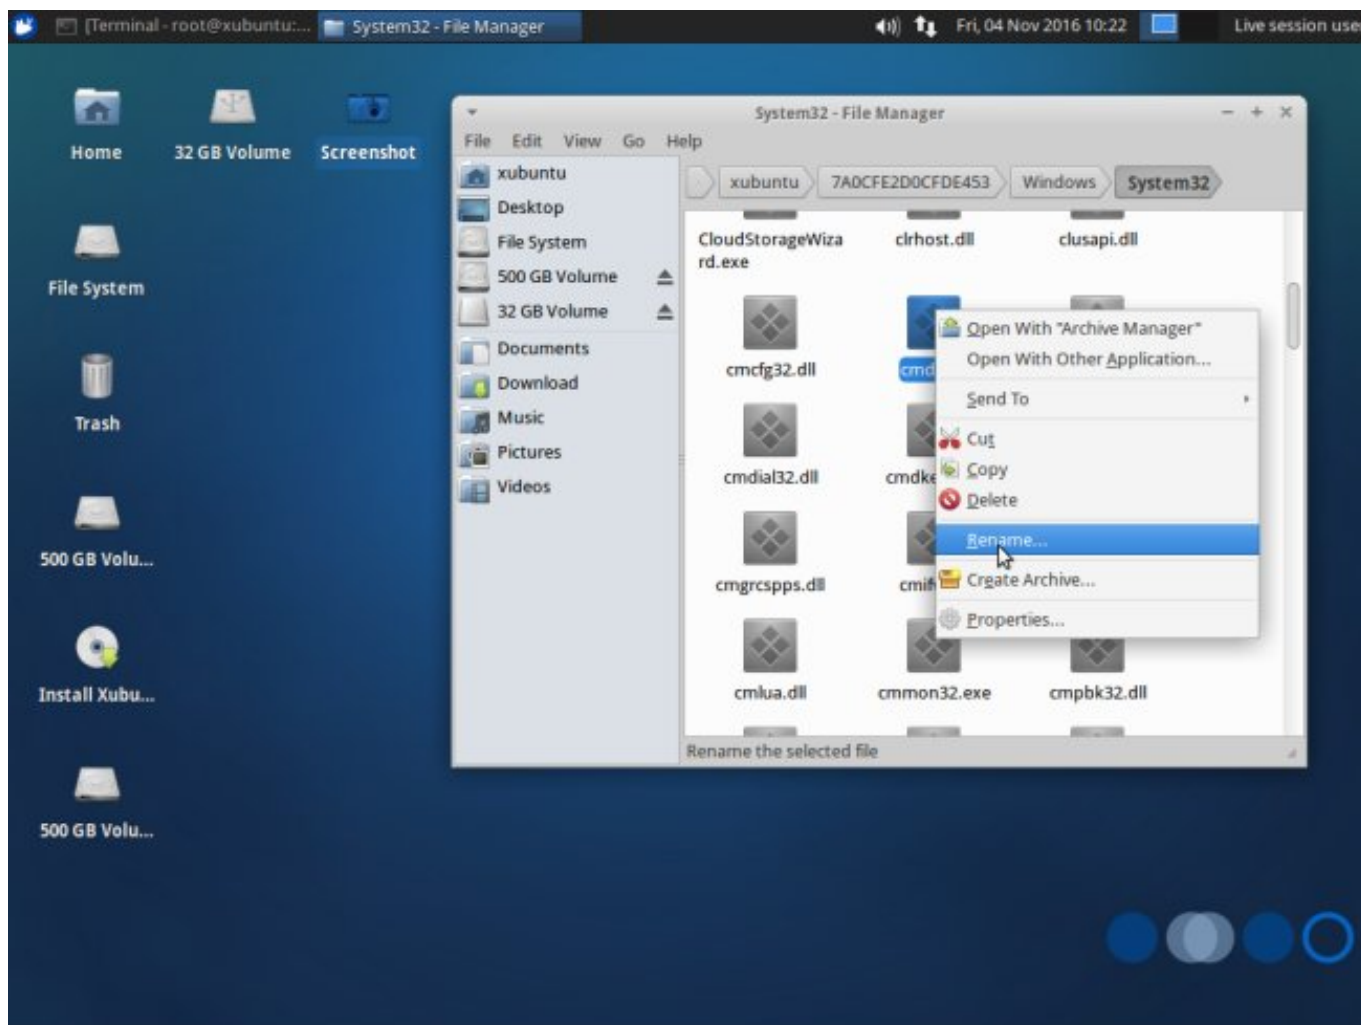 [Terminal - root@xubuntu:...
System32 - File Manager
Fri, 04 Nov 2016 10:22
Live session use
Home
32 GB Volume
Screenshot
File System
Trash
500 GB Volu...
Install Xubu...
500 GB Volu...
System32 - File Manager
File Edit View Go Help
xubuntu
Desktop
File System
500 GB Volume
32 GB Volume
Documents
Download
Music
Pictures
Videos
xubuntu 7A0CFE2D0CFDE453 Windows System32
CloudStorageWiza
rd.exe
clrhost.dll
clusapi.dll
cmcfg32.dll
cmd
cmdial32.dll
cmdke
cmgrcspps.dll
cmif
cmlua.dll
cmmon32.exe
cmpbk32.dll
Open With "Archive Manager"
Open With Other Application...
Send To
Cut
Copy
Delete
Rename...
Create Archive...
Properties...
Rename the selected file